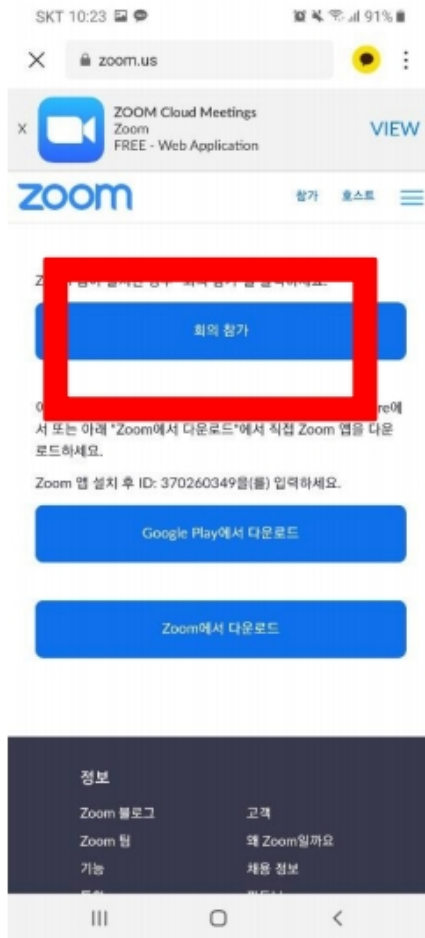 SKT 10:23
91%
zoom.us
x
ZOOM Cloud Meetings
Zoom
FREE - Web Application
VIEW
zoom
참가 호스트
회의 참가
re에
서 또는 아래 "Zoom에서 다운로드"에서 직접 Zoom 앱을 다운
로드하세요.
Zoom 앱 설치 후 ID: 370260349을(를) 입력하세요.
Google Play에서 다운로드
Zoom에서 다운로드
정보
Zoom 블로그
고객
Zoom 팀
왜 Zoom일까요
기능
채용 정보